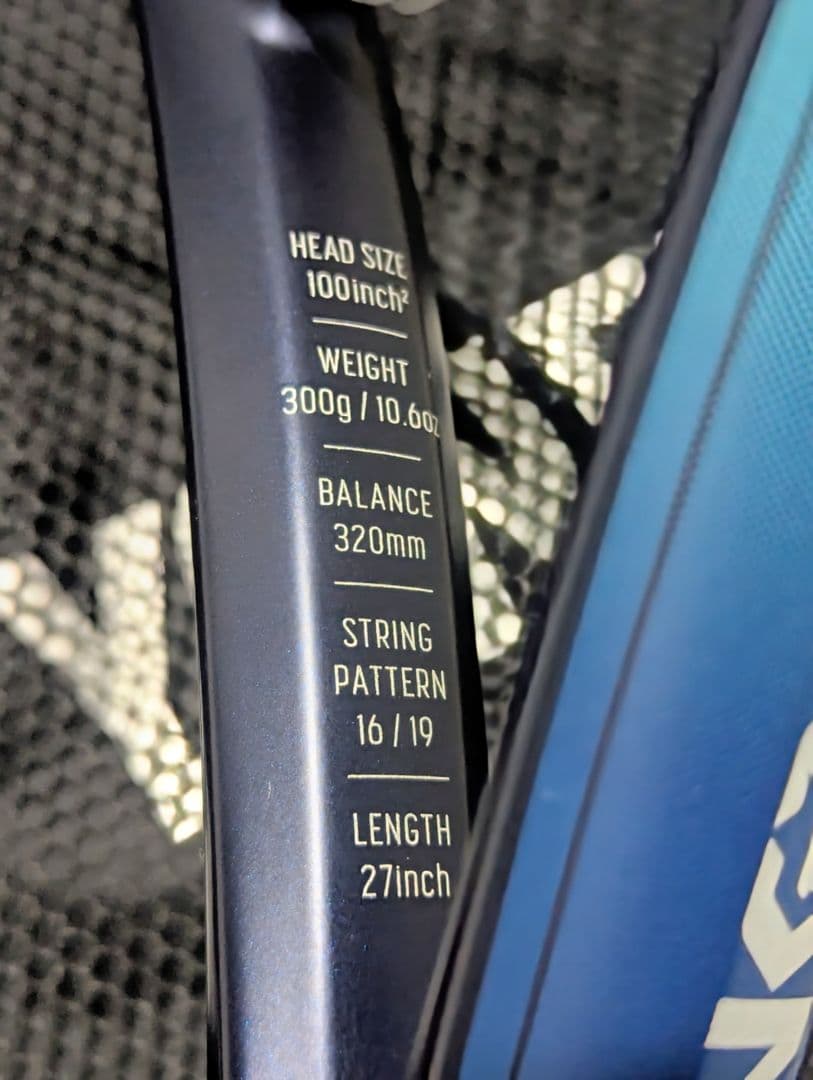 HEAD SIZE
100inch²
WEIGHT
300g / 10.6oz
BALANCE
320mm
STRING
PATTERN
16 / 19
LENGTH
27inch